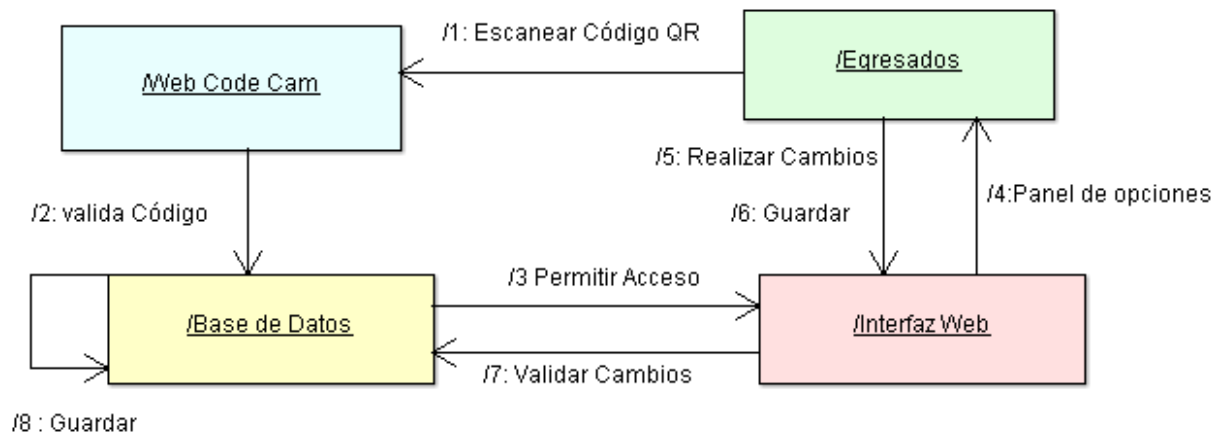 /1: Escanear Código QR
/Web Code Cam
/Egresados
/5: Realizar Cambios
/4:Panel de opciones
/2: valida Código
/6: Guardar
/3 Permitir Acceso
/Base de Datos
/Interfaz Web
/7: Validar Cambios
/8 : Guardar